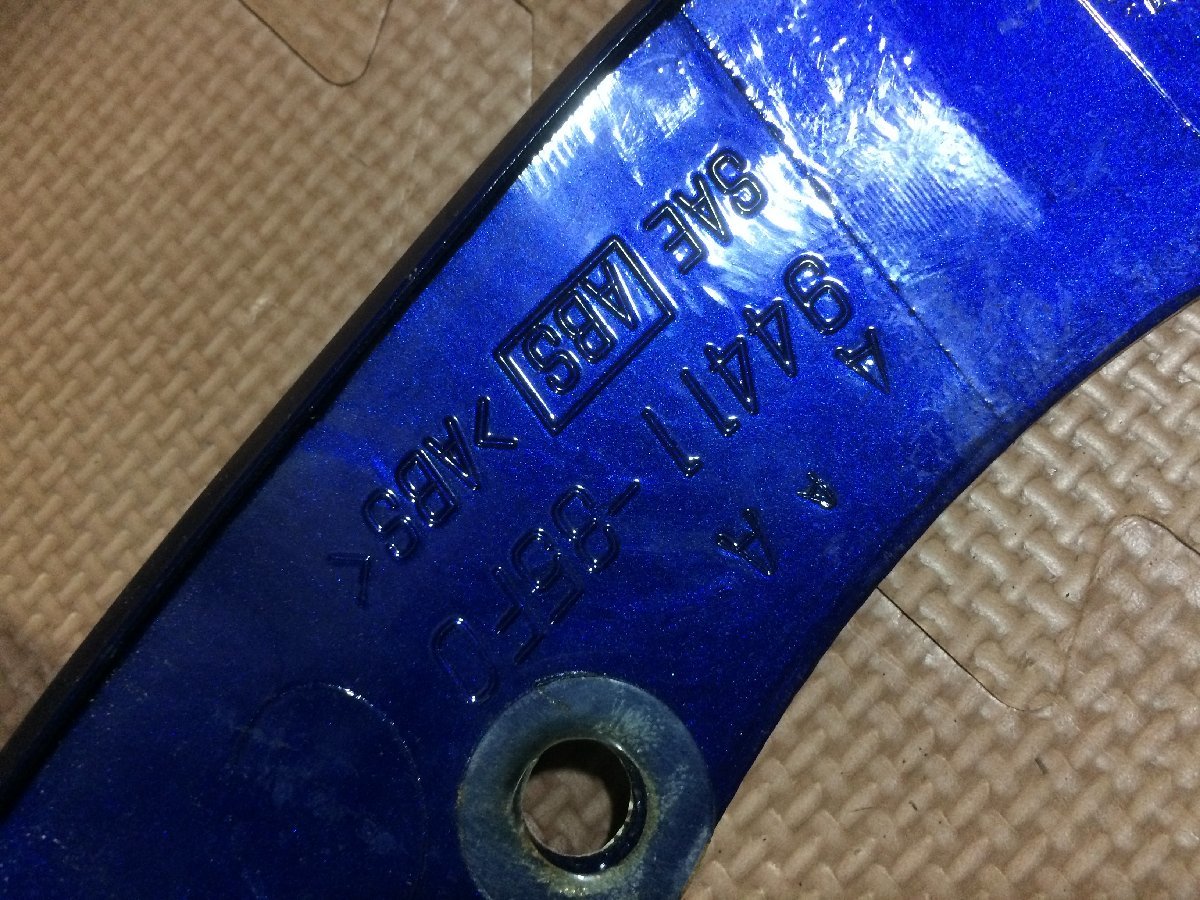 A A
A 94411-35F0
SAE ABS >ABS<